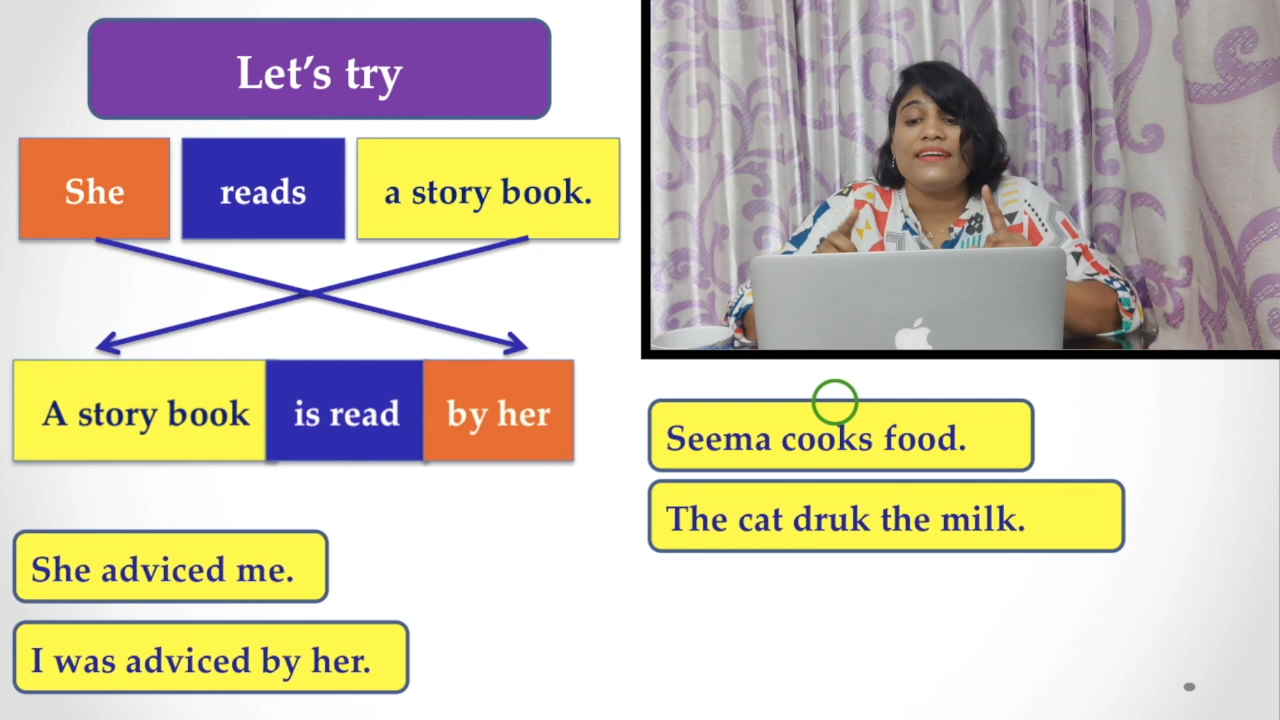 Let's try
She reads a story book.
A story book is read by her
She adviced me.
I was adviced by her.
Seema cooks food.
The cat druk the milk.